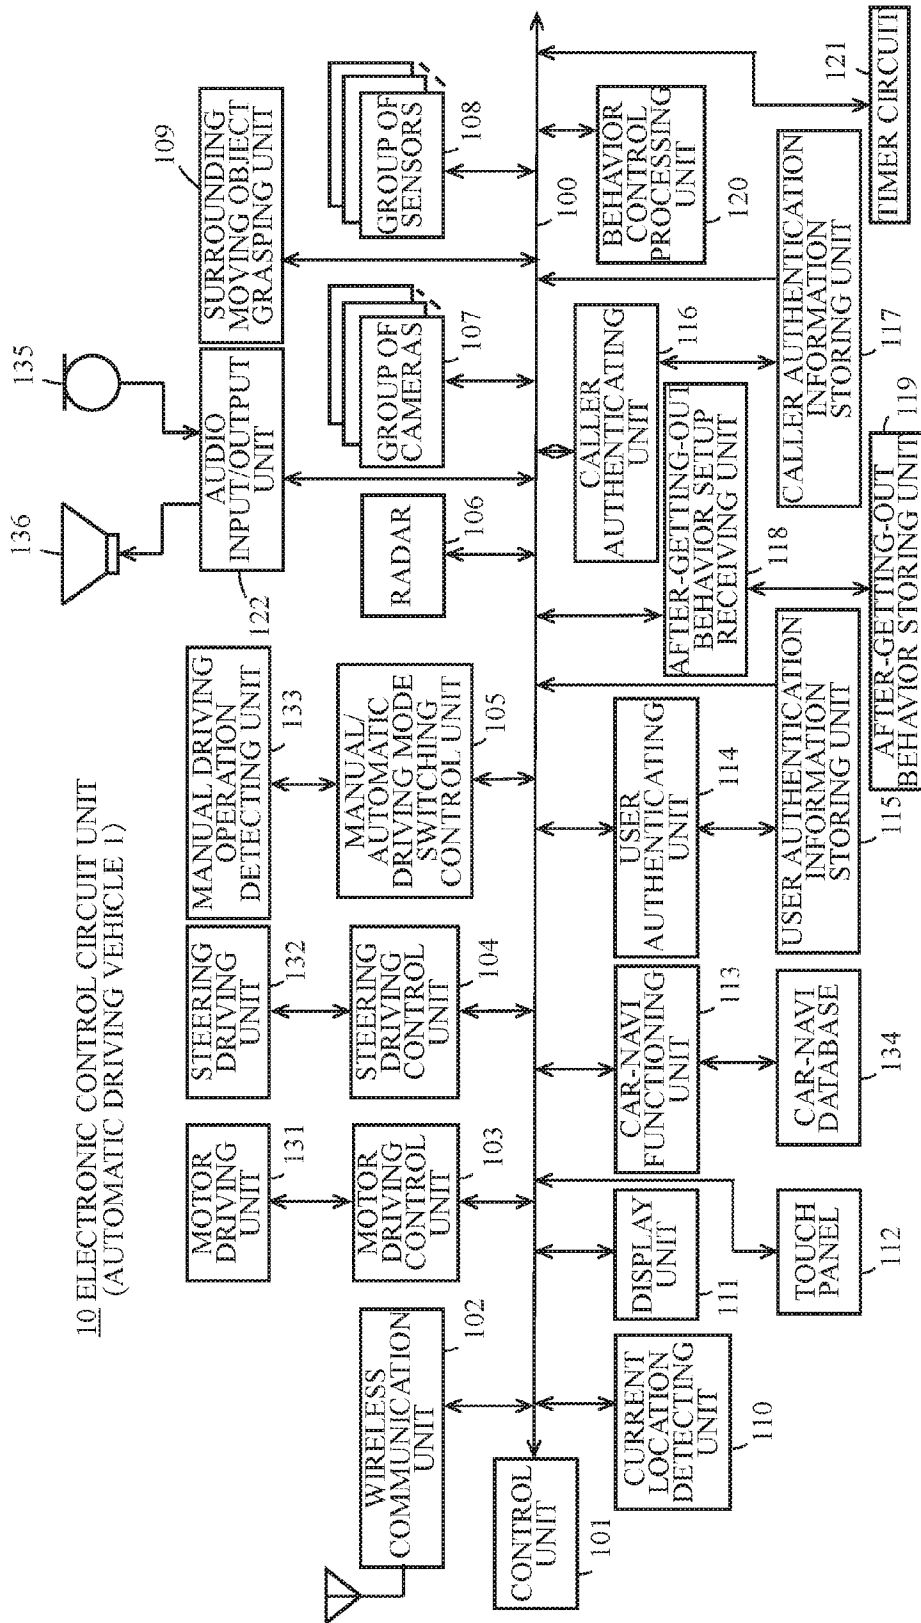 10 ELECTRONIC CONTROL CIRCUIT UNIT
(AUTOMATIC DRIVING VEHICLE 1)
136
135
109
122
AUDIO
INPUT/OUTPUT
UNIT
SURROUNDING
MOVING OBJECT
GRASPING UNIT
MOTOR
DRIVING
UNIT
131
STEERING
DRIVING
UNIT
132
MANUAL DRIVING
OPERATION
DETECTING UNIT
133
WIRELESS
COMMUNICATION
UNIT
102
MOTOR
DRIVING
CONTROL
UNIT
103
STEERING
DRIVING
CONTROL
UNIT
104
MANUAL/
AUTOMATIC
DRIVING MODE
SWITCHING
CONTROL UNIT
105
RADAR
106
GROUP OF
CAMERAS
107
GROUP OF
SENSORS
108
100
CONTROL
UNIT
101
CURRENT
LOCATION
DETECTING
UNIT
110
DISPLAY
UNIT
111
TOUCH
PANEL
112
CAR-NAVI
FUNCTIONING
UNIT
113
CAR-NAVI
DATABASE
134
USER
AUTHENTICATING
UNIT
114
USER AUTHENTICATION
INFORMATION
STORING UNIT
115
AFTER-GETTING-OUT
BEHAVIOR SETUP
RECEIVING UNIT
118
AFTER-GETTING-OUT
BEHAVIOR STORING UNIT
119
CALLER
AUTHENTICATING
UNIT
116
CALLER AUTHENTICATION
INFORMATION
STORING UNIT
117
BEHAVIOR
CONTROL
PROCESSING
UNIT
120
TIMER CIRCUIT
121